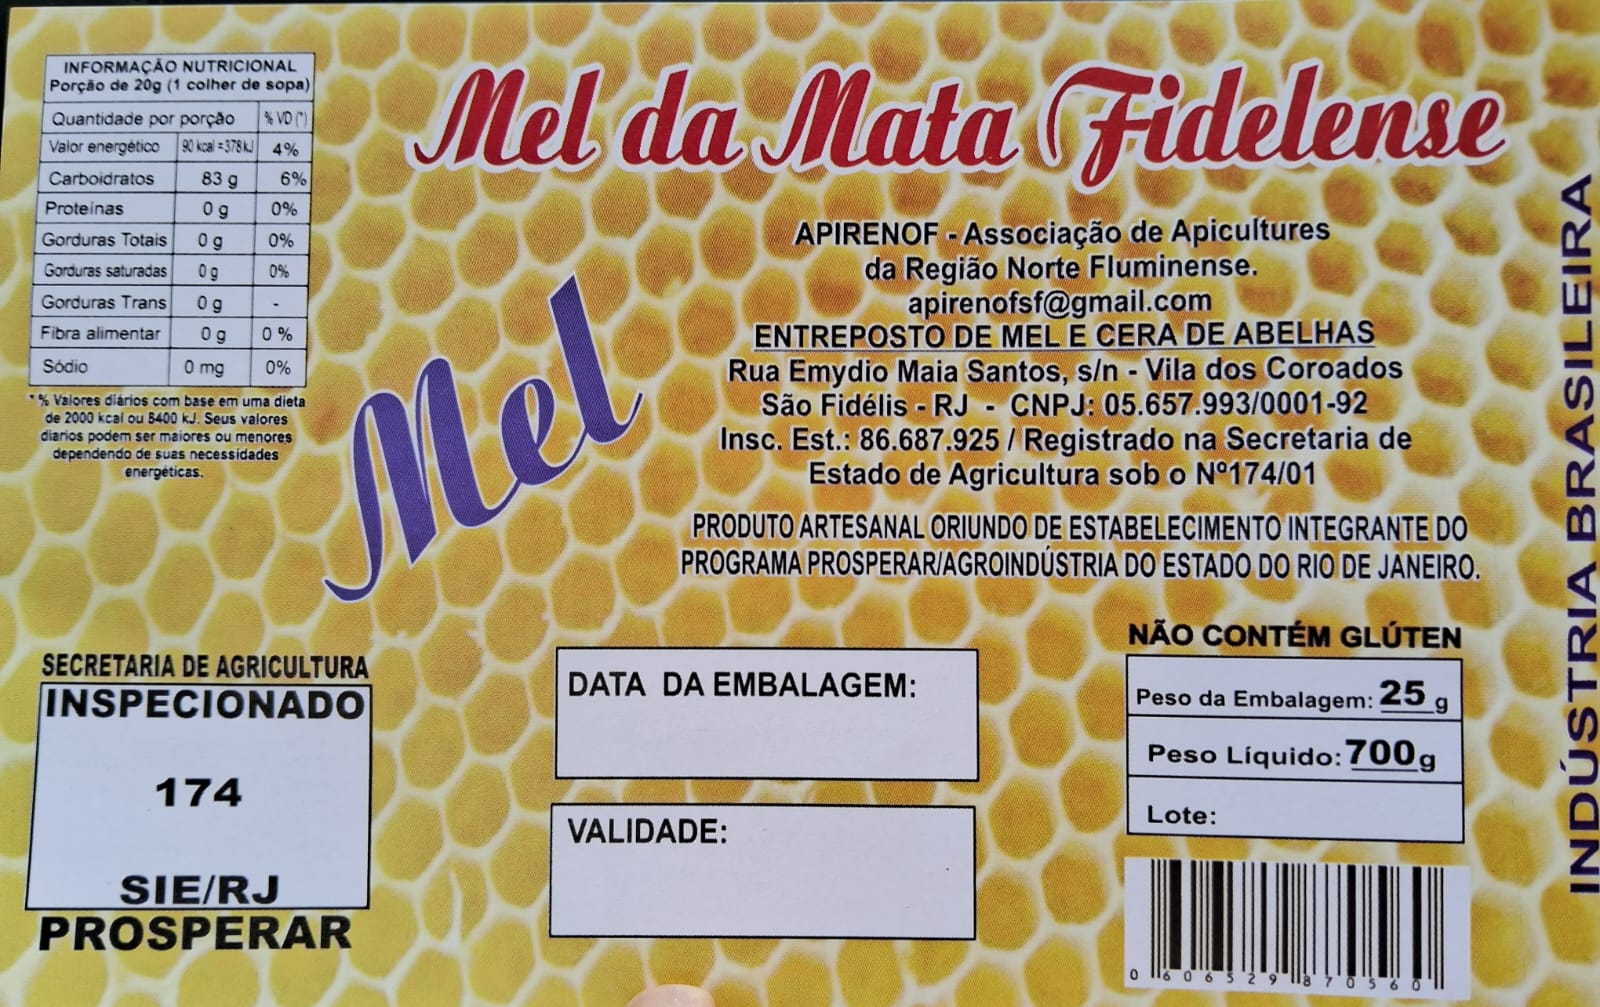 INFORMAÇÃO NUTRICIONAL
Porção de 20g (1 colher de sopa)
Quantidade por porção % VD (*)
Valor energético 90 kcal =378kJ 4%
Carboidratos 83 g 6%
Proteinas 0 g 0%
Gorduras Totais 0 g 0%
Gorduras saturadas 0 g 0%
Gorduras Trans 0 g -
Fibra alimentar 0 g 0 %
Sódio 0 mg 0%
*% Valores diários com base em uma dieta
de 2000 kcal ou 8400 kJ. Seus valores
diarios podem ser maiores ou menores
dependendo de suas necessidades
energéticas.
Mel da Mata Fidelense
Mel
APIRENOF - Associação de Apicultures
da Região Norte Fluminense.
apirenofsf@gmail.com
ENTREPOSTO DE MEL E CERA DE ABELHAS
Rua Emydio Maia Santos, s/n - Vila dos Coroados
São Fidélis - RJ - CNPJ: 05.657.993/0001-92
Insc. Est.: 86.687.925 / Registrado na Secretaria de
Estado de Agricultura sob o Nº174/01
PRODUTO ARTESANAL ORIUNDO DE ESTABELECIMENTO INTEGRANTE DO
PROGRAMA PROSPERAR/AGROINDÚSTRIA DO ESTADO DO RIO DE JANEIRO.
SECRETARIA DE AGRICULTURA
INSPECIONADO
174
SIE/RJ
PROSPERAR
DATA DA EMBALAGEM:
VALIDADE:
NÃO CONTÉM GLÚTEN
Peso da Embalagem: 25 g
Peso Líquido: 700g
Lote:
0 606529 870560
INDÚSTRIA BRASILEIRA